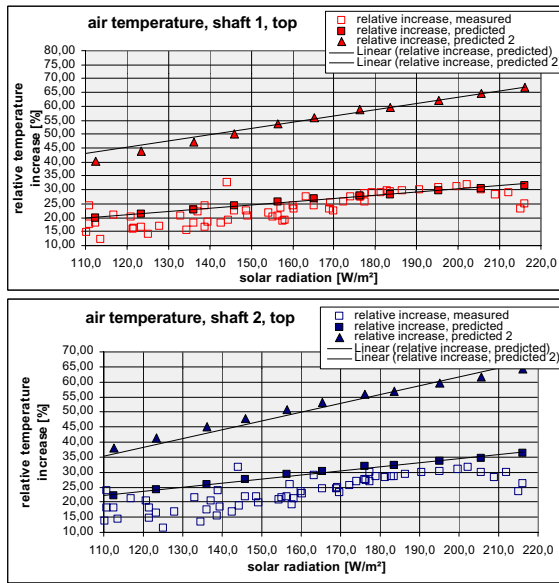 air temperature, shaft 1, top
relative increase, measured
relative increase, predicted
relative increase, predicted 2
Linear (relative increase, predicted)
Linear (relative increase, predicted 2
relative temperature
increase [%]
80,00
75,00
70,00
65,00
60,00
55,00
50,00
45,00
40,00
35,00
30,00
25,00
20,00
15,00
10,00
110,0 120,0 130,0 140,0 150,0 160,0 170,0 180,0 190,0 200,0 210,0 220,0
solar radiation [W/m²]
air temperature, shaft 2, top
relative increase, measured
relative increase, predicted
relative increase, predicted 2
Linear (relative increase, predicted)
Linear (relative increase, predicted 2)
relative temperature
increase [%]
70,00
65,00
60,00
55,00
50,00
45,00
40,00
35,00
30,00
25,00
20,00
15,00
10,00
110,0 120,0 130,0 140,0 150,0 160,0 170,0 180,0 190,0 200,0 210,0 220,0
solar radiation [W/m²]